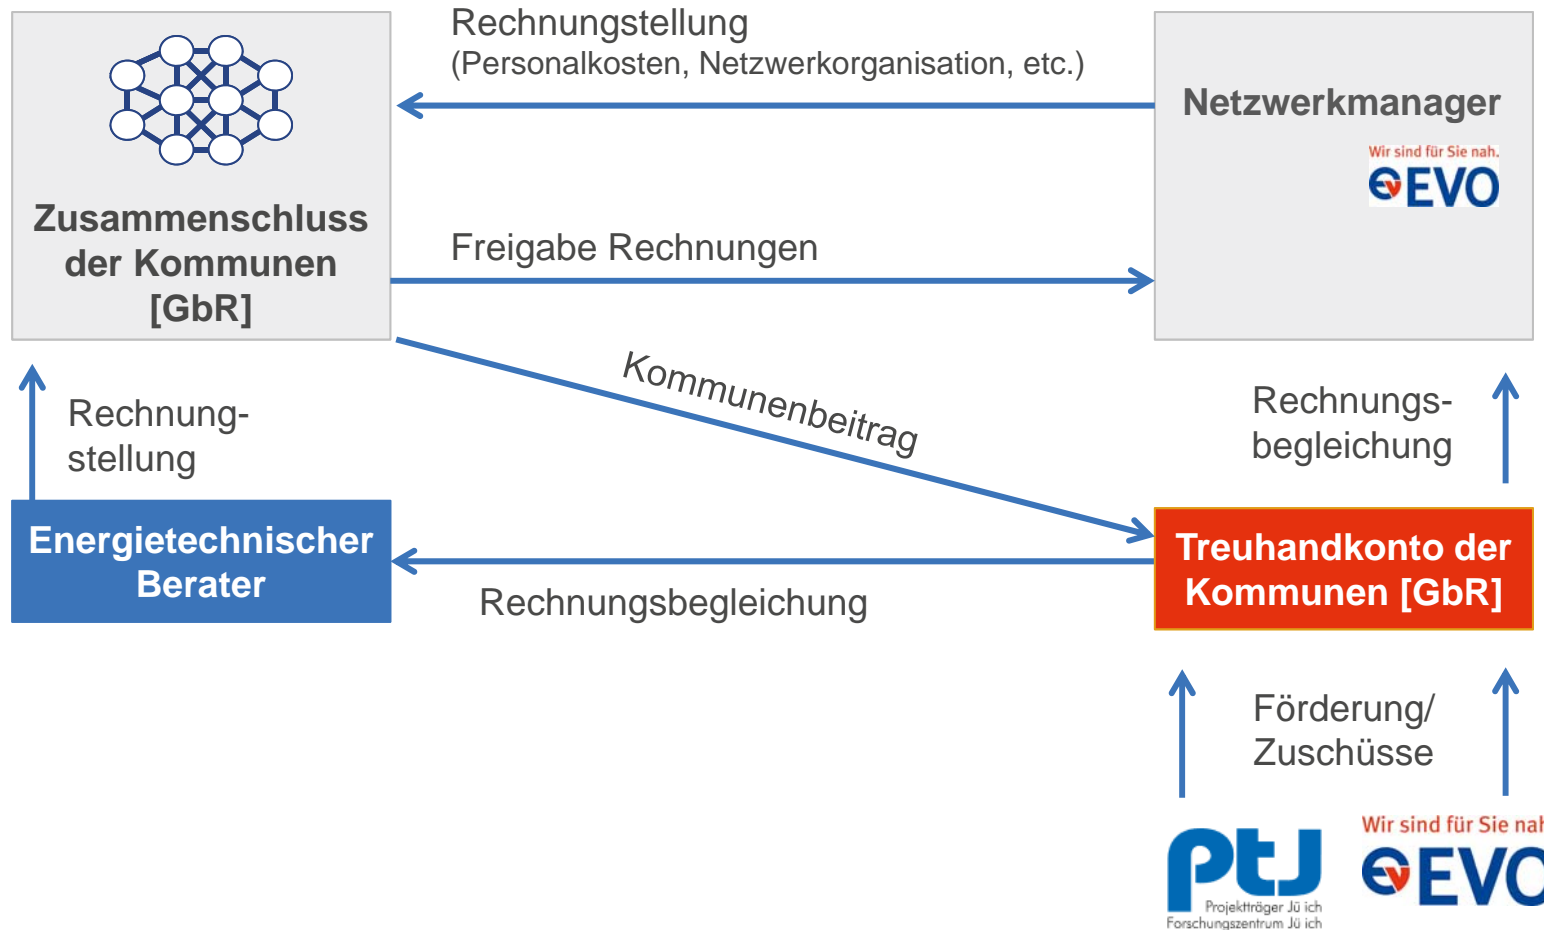 Rechnungstellung
(Personalkosten, Netzwerkorganisation, etc.)
Netzwerkmanager
Wir sind für Sie nah.
EVO
Zusammenschluss
der Kommunen
[GbR]
Freigabe Rechnungen
Kommunenbeitrag
Rechnung-
stellung
Rechnungs-
begleichung
Energietechnischer
Berater
Treuhandkonto der
Kommunen [GbR]
Rechnungsbegleichung
Förderung/
Zuschüsse
ptJ
Projektträger Jü ich
Forschungszentrum Jü ich
Wir sind für Sie nah
EVO